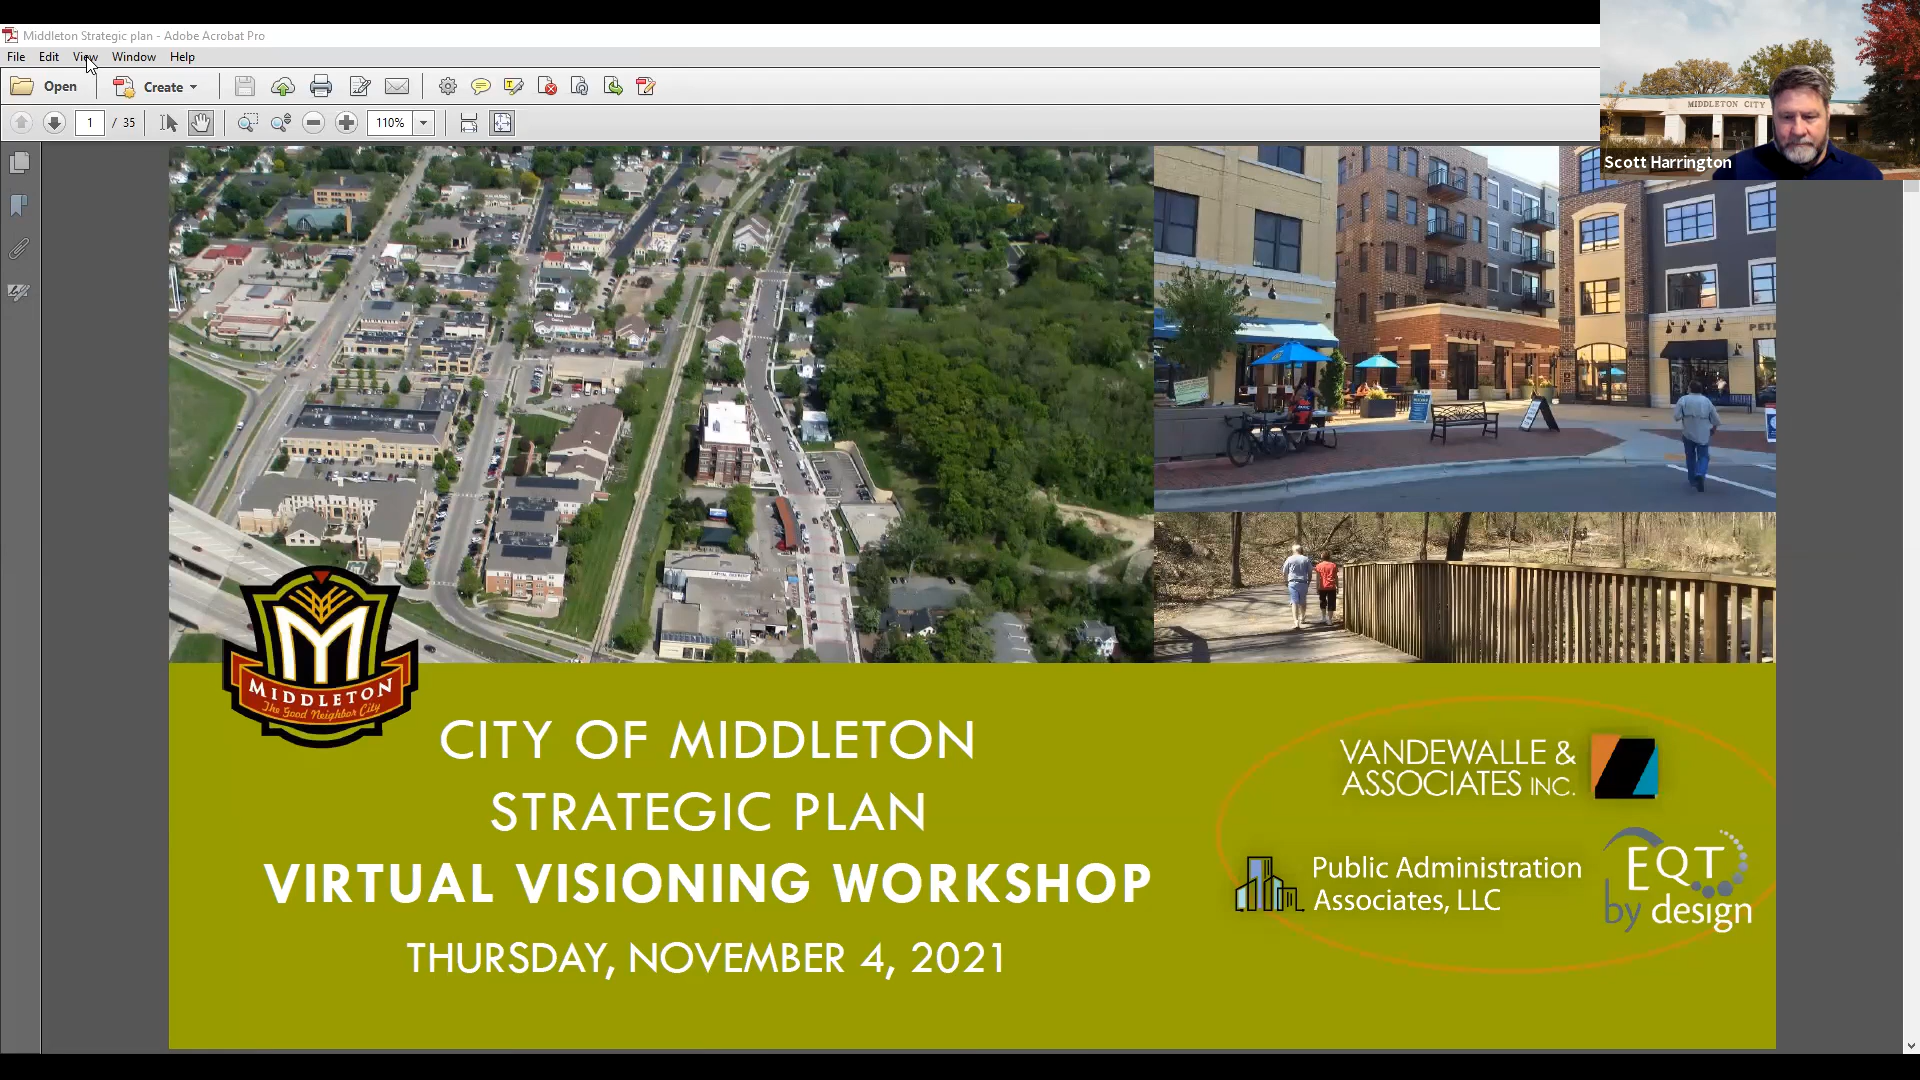 Middleton Strategic plan - Adobe Acrobat Pro
File Edit View Window Help
Open Create
1 / 35 110%
MIDDLETON CITY
Scott Harrington
PETE
MIDDLETON
The Good Neighbor City
CITY OF MIDDLETON
STRATEGIC PLAN
VIRTUAL VISIONING WORKSHOP
THURSDAY, NOVEMBER 4, 2021
VANDEWALLE &
ASSOCIATES INC.
Public Administration
Associates, LLC
EQT
by design